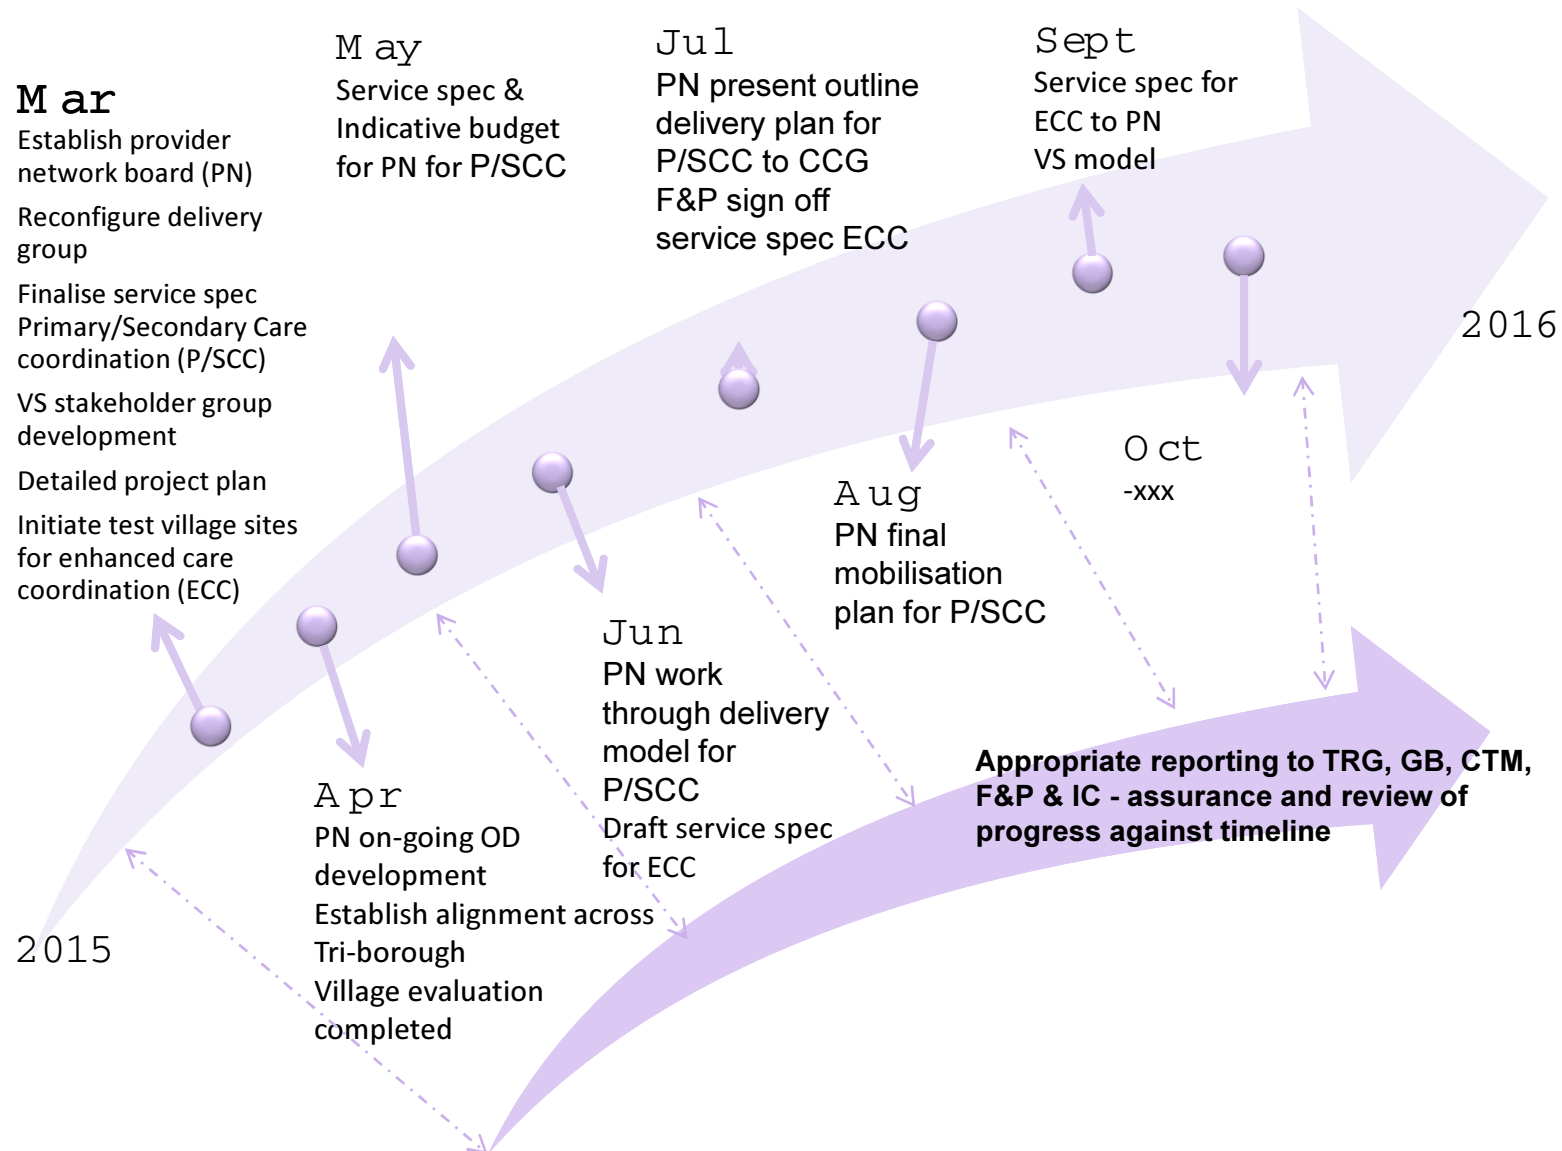 Mar
Establish provider
network board (PN)
Reconfigure delivery
group
Finalise service spec
Primary/Secondary Care
coordination (P/SCC)
VS stakeholder group
development
Detailed project plan
Initiate test village sites
for enhanced care
coordination (ECC)
May
Service spec &
Indicative budget
for PN for P/SCC
Jul
PN present outline
delivery plan for
P/SCC to CCG
F&P sign off
service spec ECC
Sept
Service spec for
ECC to PN
VS model
2016
Oct
-xxx
Aug
PN final
mobilisation
plan for P/SCC
Jun
PN work
through delivery
model for
P/SCC
Draft service spec
for ECC
Apr
PN on-going OD
development
Establish alignment across
Tri-borough
Village evaluation
completed
2015
Appropriate reporting to TRG, GB, CTM,
F&P & IC - assurance and review of
progress against timeline